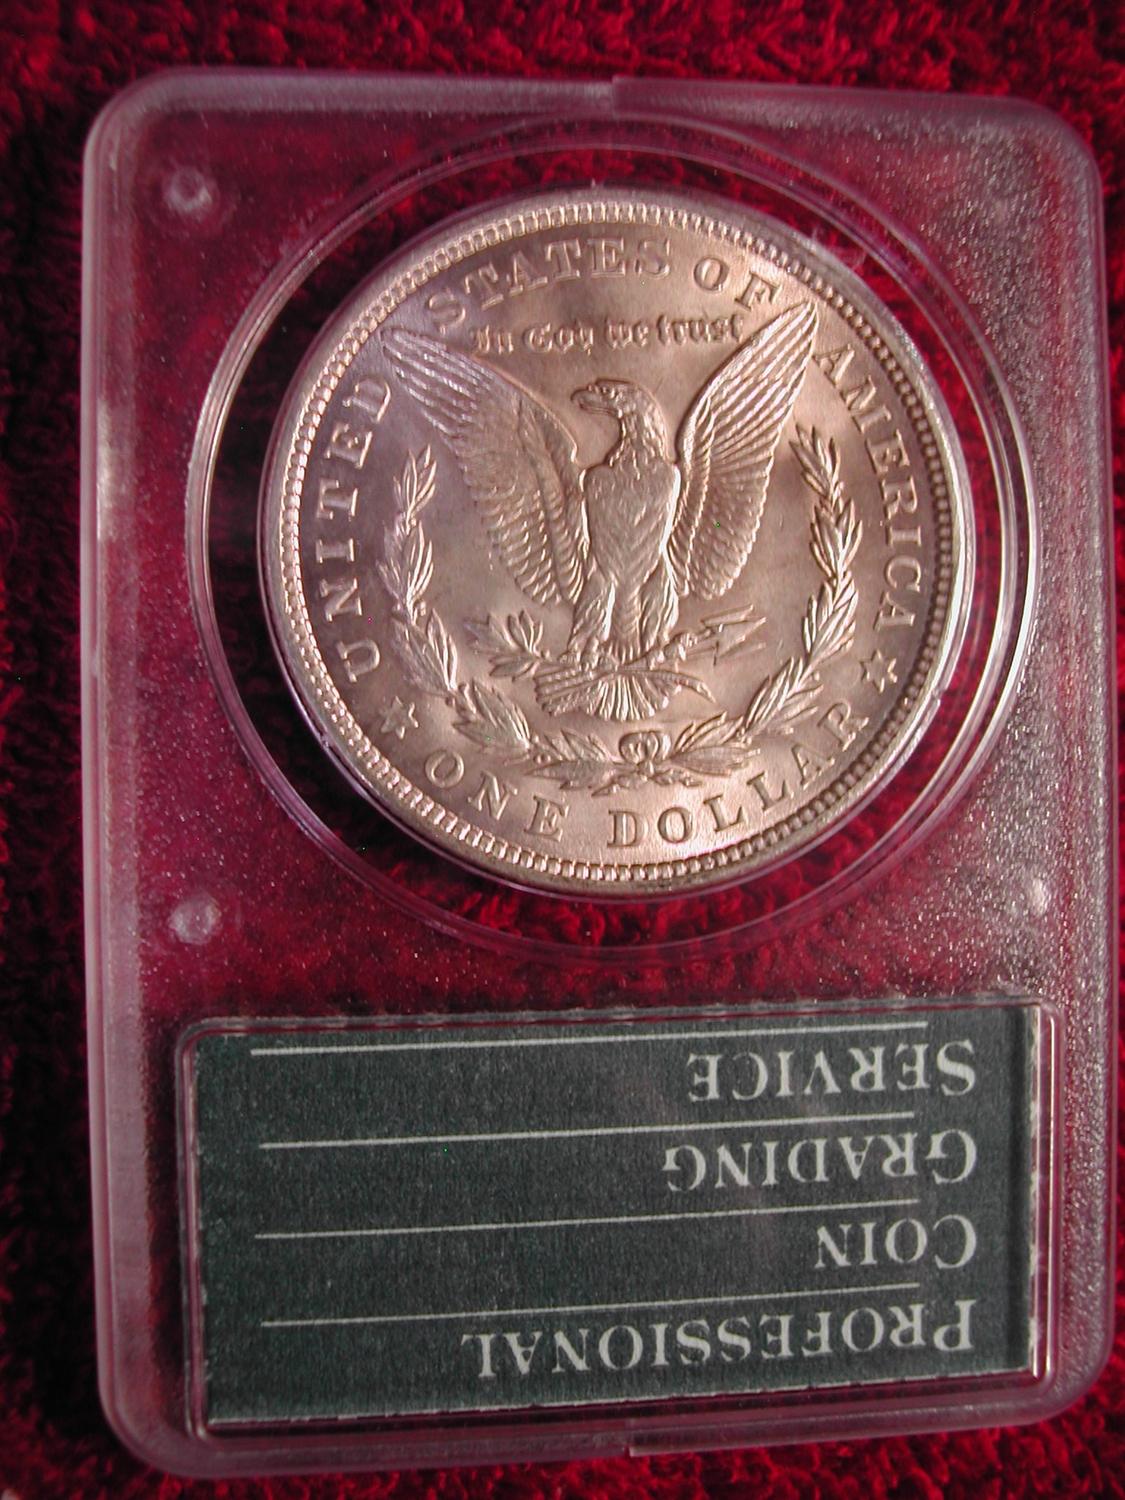 UNITED STATES OF AMERICA
In God we trust
ONE DOLLAR
PROFESSIONAL
COIN
GRADING
SERVICE